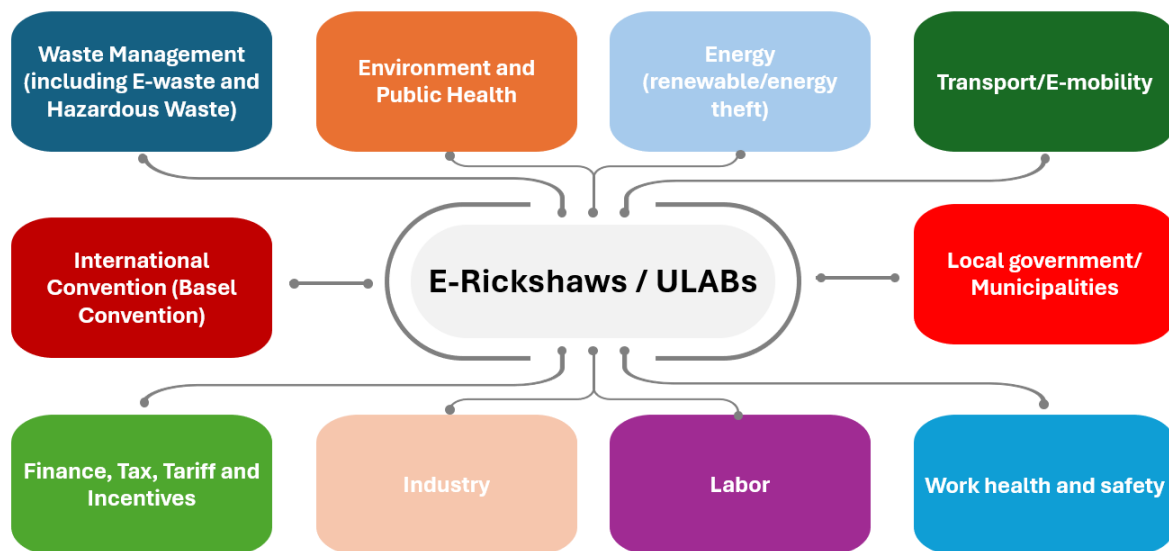 Waste Management
(including E-waste and
Hazardous Waste)
Environment and
Public Health
Energy
(renewable/energy
theft)
Transport/E-mobility
International
Convention (Basel
Convention)
E-Rickshaws / ULABs
Local government/
Municipalities
Finance, Tax, Tariff and
Incentives
Industry
Labor
Work health and safety